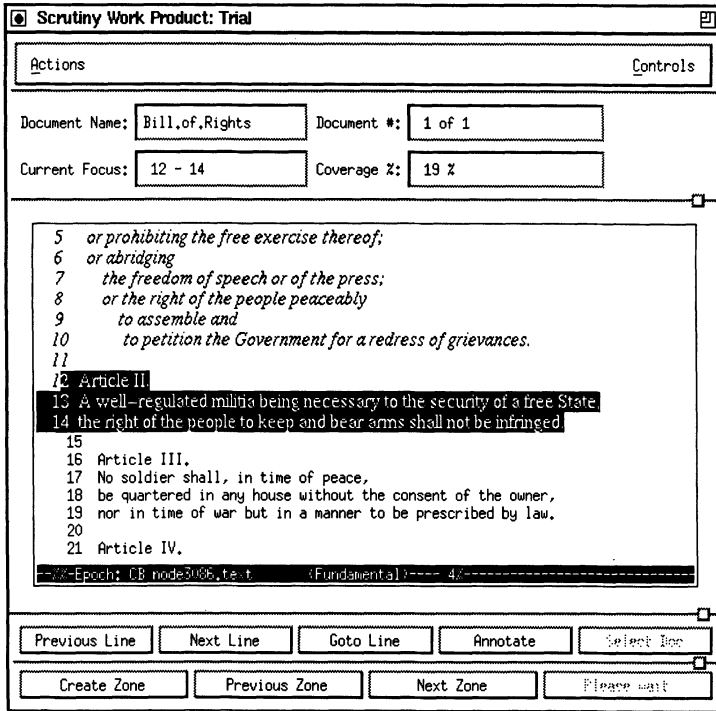 Scrutiny Work Product: Trial
Actions Controls
Document Name: Bill.of.Rights Document #: 1 of 1
Current Focus: 12 - 14 Coverage %: 19 %
5 or prohibiting the free exercise thereof;
6 or abridging
7 the freedom of speech or of the press;
8 or the right of the people peaceably
9 to assemble and
10 to petition the Government for a redress of grievances.
11
12 Article II.
13 A well-regulated militia being necessary to the security of a free State,
14 the right of the people to keep and bear arms shall not be infringed.
15
16 Article III.
17 No soldier shall, in time of peace,
18 be quartered in any house without the consent of the owner,
19 nor in time of war but in a manner to be prescribed by law.
20
21 Article IV.
--%%-Epoch: CB node3086.text (Fundamental)---- 4%--------------------------------
Previous Line Next Line Goto Line Annotate Select Doc
Create Zone Previous Zone Next Zone Please wait